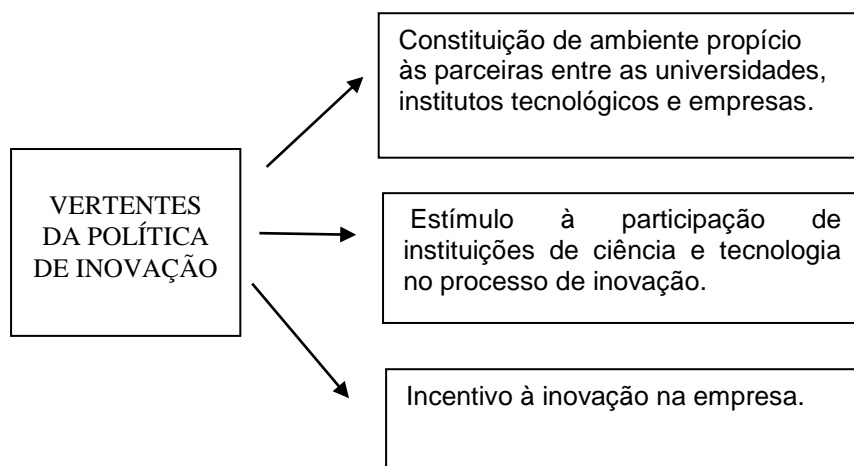 Constituição de ambiente propício
às parceiras entre as universidades,
institutos tecnológicos e empresas.
VERTENTES
DA POLÍTICA
DE INOVAÇÃO
Estímulo à participação de
instituições de ciência e tecnologia
no processo de inovação.
Incentivo à inovação na empresa.